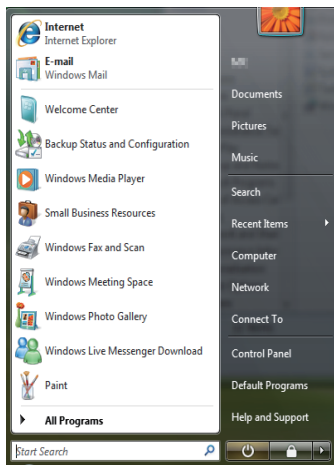 Internet
Internet Explorer
E-mail
Windows Mail
Welcome Center
Backup Status and Configuration
Windows Media Player
Small Business Resources
Windows Fax and Scan
Windows Meeting Space
Windows Photo Gallery
Windows Live Messenger Download
Paint
All Programs
Start Search
Documents
Pictures
Music
Search
Recent Items
Computer
Network
Connect To
Control Panel
Default Programs
Help and Support